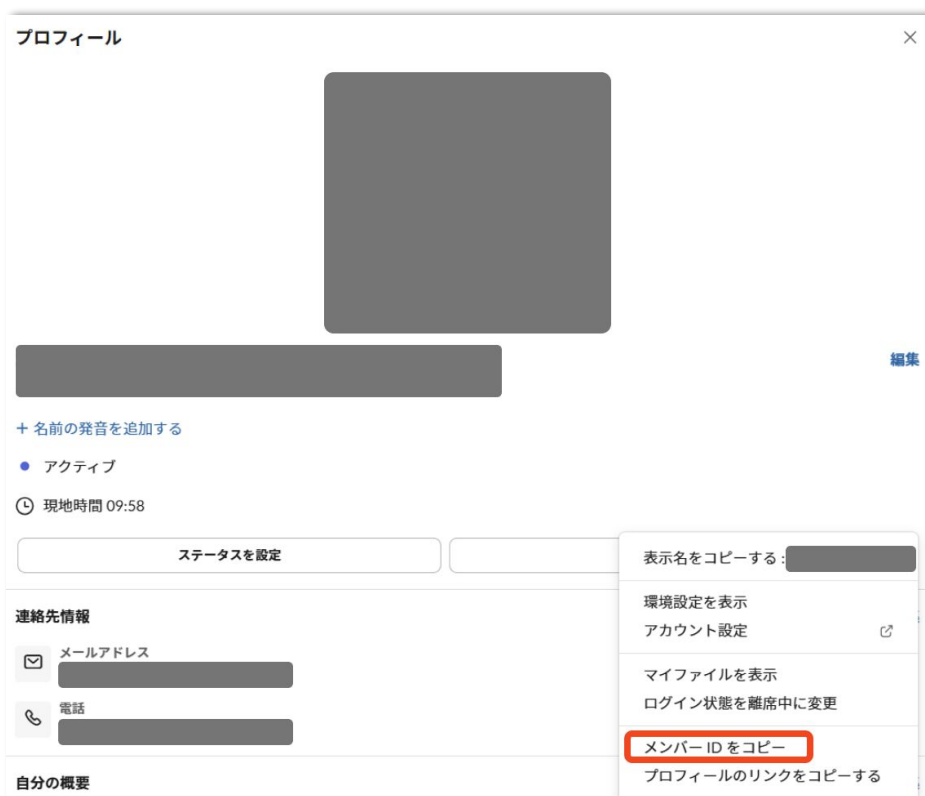 プロフィール
編集
+ 名前の発音を追加する
アクティブ
現地時間 09:58
ステータスを設定
表示名をコピーする :
環境設定を表示
アカウント設定
マイファイルを表示
ログイン状態を離席中に変更
メンバー ID をコピー
プロフィールのリンクをコピーする
連絡先情報
メールアドレス
電話
自分の概要